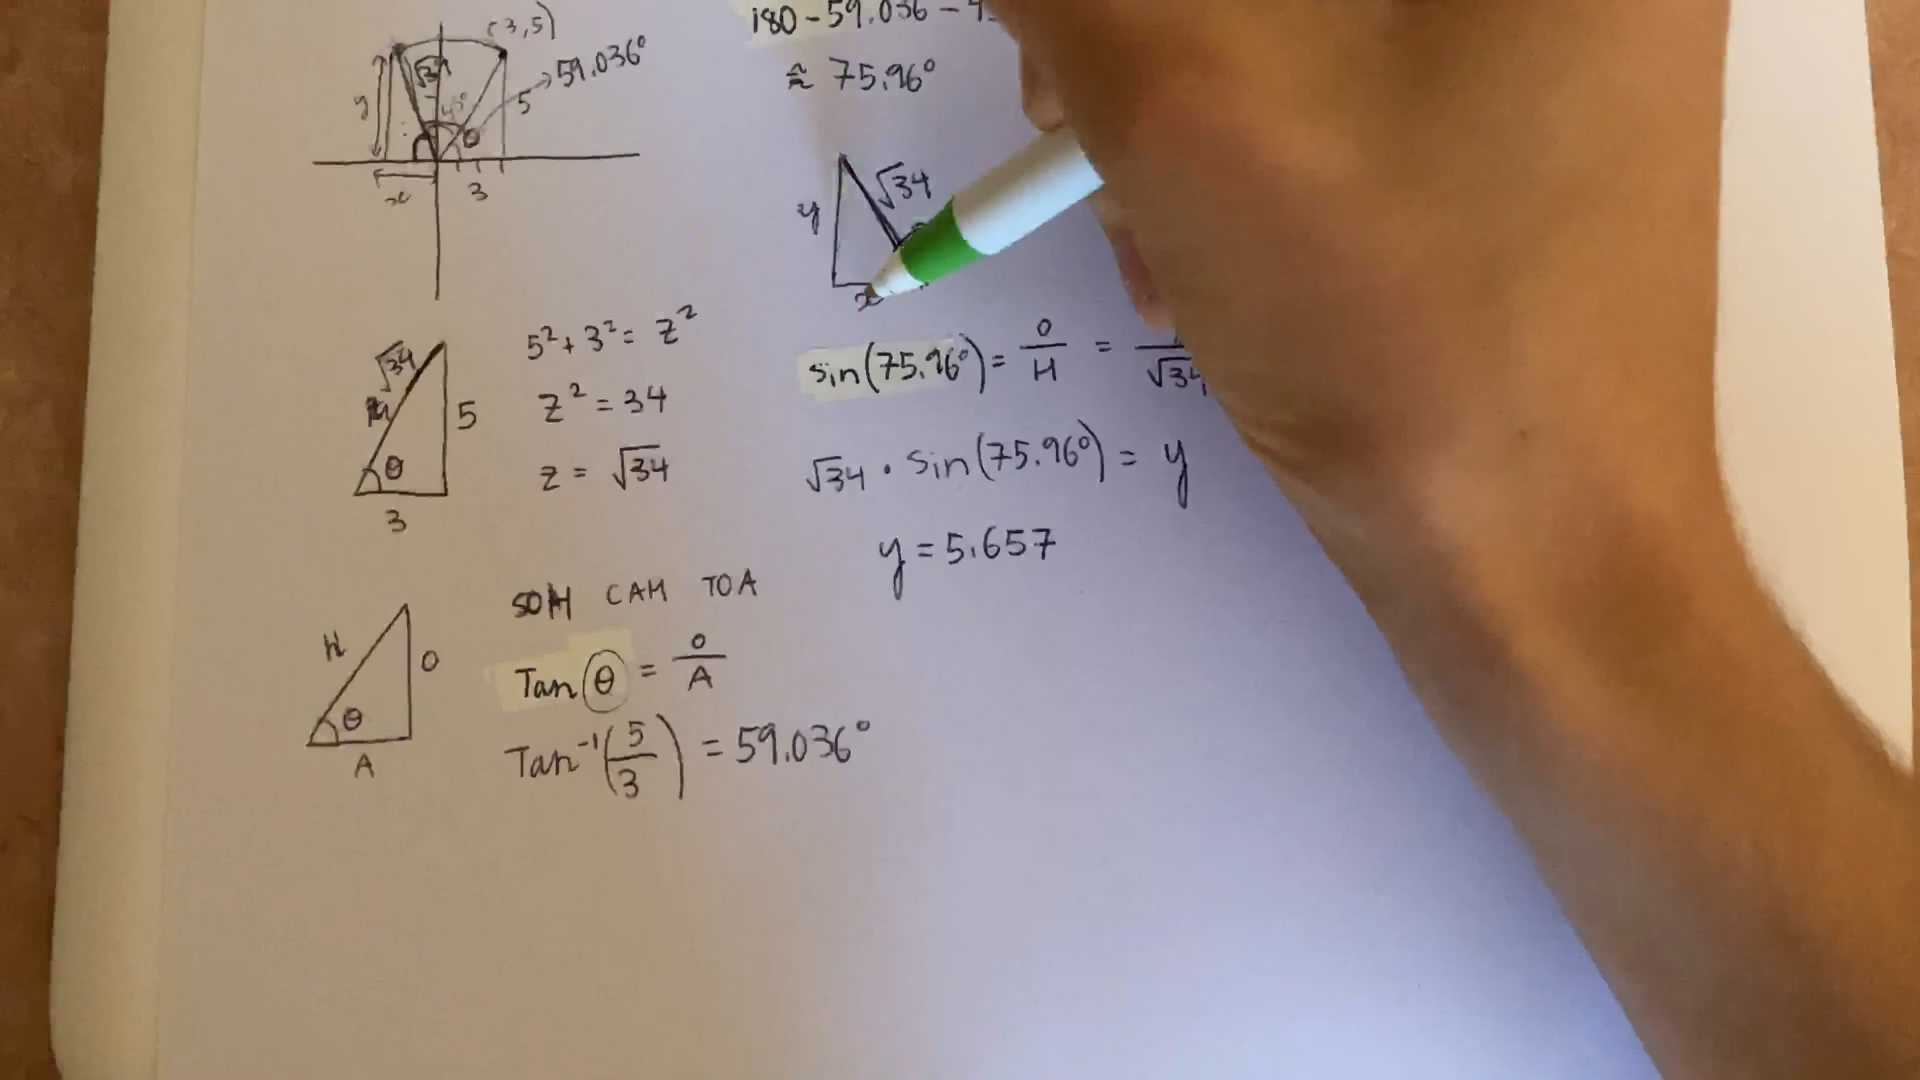 (3,5)
√34
59.036°
y
45°
5
θ
x
3
180 - 59.036 - 4
≈ 75.96°
y
√34
x
√34
5
θ
3
5² + 3² = z²
z² = 34
z = √34
sin(75.96°) = O/H = /√34
√34 · sin(75.96°) = y
y = 5.657
SOH CAH TOA
H
O
θ
A
Tan θ = O/A
Tan⁻¹(5/3) = 59.036°